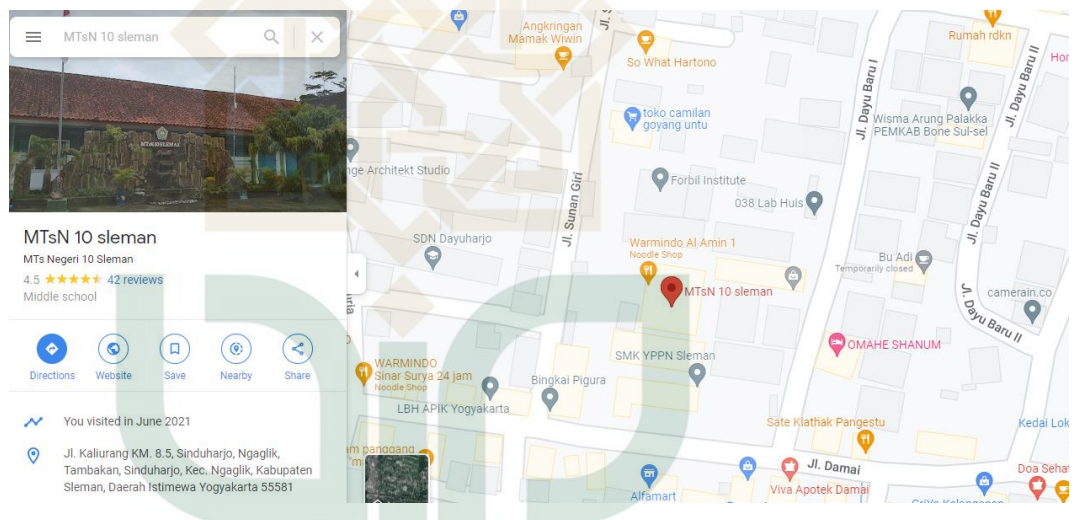 MTsN 10 sleman
MTsN 10 sleman
MTs Negeri 10 Sleman
4.5
42 reviews
Middle school
Directions
Website
Save
Nearby
Share
You visited in June 2021
Jl. Kaliurang KM. 8.5, Sinduharjo, Ngaglik,
Tambakan, Sinduharjo, Kec. Ngaglik, Kabupaten
Sleman, Daerah Istimewa Yogyakarta 55581
Angkringan
Mamak Wiwin
So What Hartono
Rumah rdkn
Jl. Dayu Baru I
Jl. Dayu Baru II
toko camilan
goyang untu
Wisma Arung Palakka
PEMKAB Bone Sul-sel
Architekt Studio
Forbil Institute
038 Lab Huis
Jl. Sunan Giri
Jl. Dayu Baru II
SDN Dayuharjo
Warmindo Al Amin 1
Noodle Shop
Bu Adi
Temporarily closed
MTsN 10 sleman
camerain.co
Jl. Dayu Baru II
OMAHE SHANUM
SMK YPPN Sleman
WARMINDO
Sinar Surya 24 jam
Noodle Shop
Bingkai Pigura
LBH APIK Yogyakarta
Sate Klathak Pangestu
Kedai
panggang
Jl. Damai
Doa Sehat
Alfamart
Viva Apotek Damai